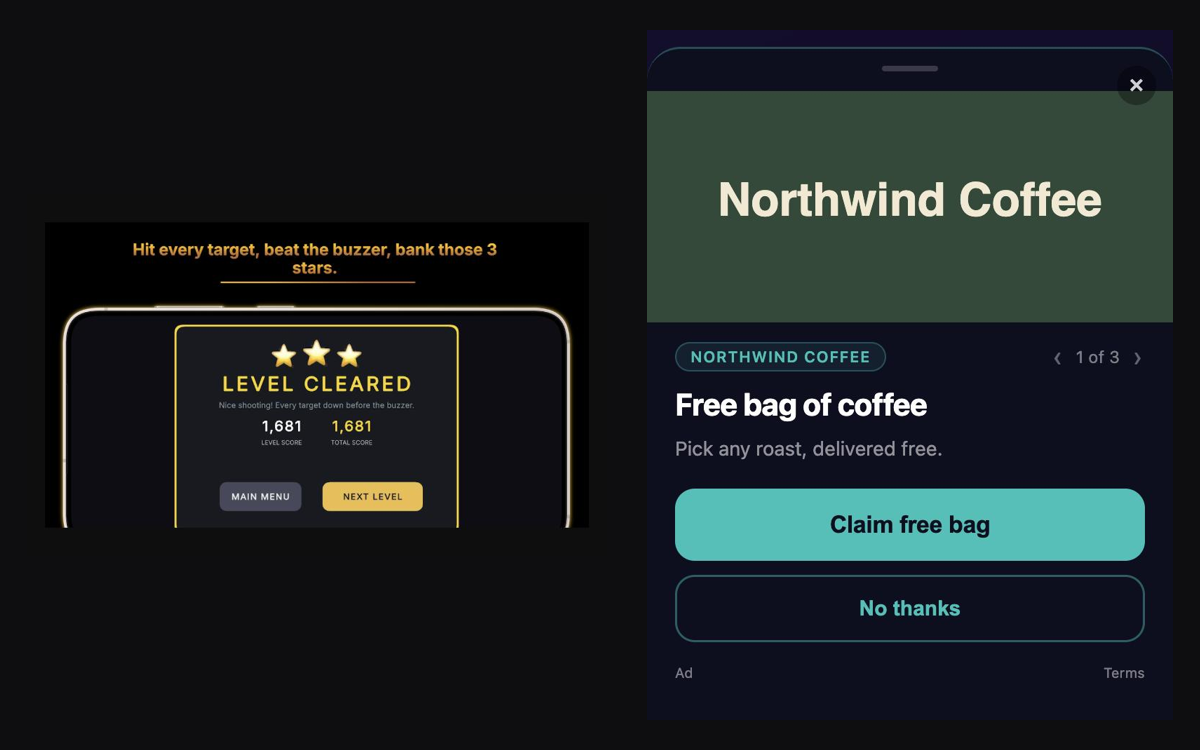 Hit every target, beat the buzzer, bank those 3
stars.
LEVEL CLEARED
Nice shooting! Every target down before the buzzer.
1,681 1,681
LEVEL SCORE TOTAL SCORE
MAIN MENU NEXT LEVEL
Northwind Coffee
NORTHWIND COFFEE ‹ 1 of 3 ›
Free bag of coffee
Pick any roast, delivered free.
Claim free bag
No thanks
Ad Terms